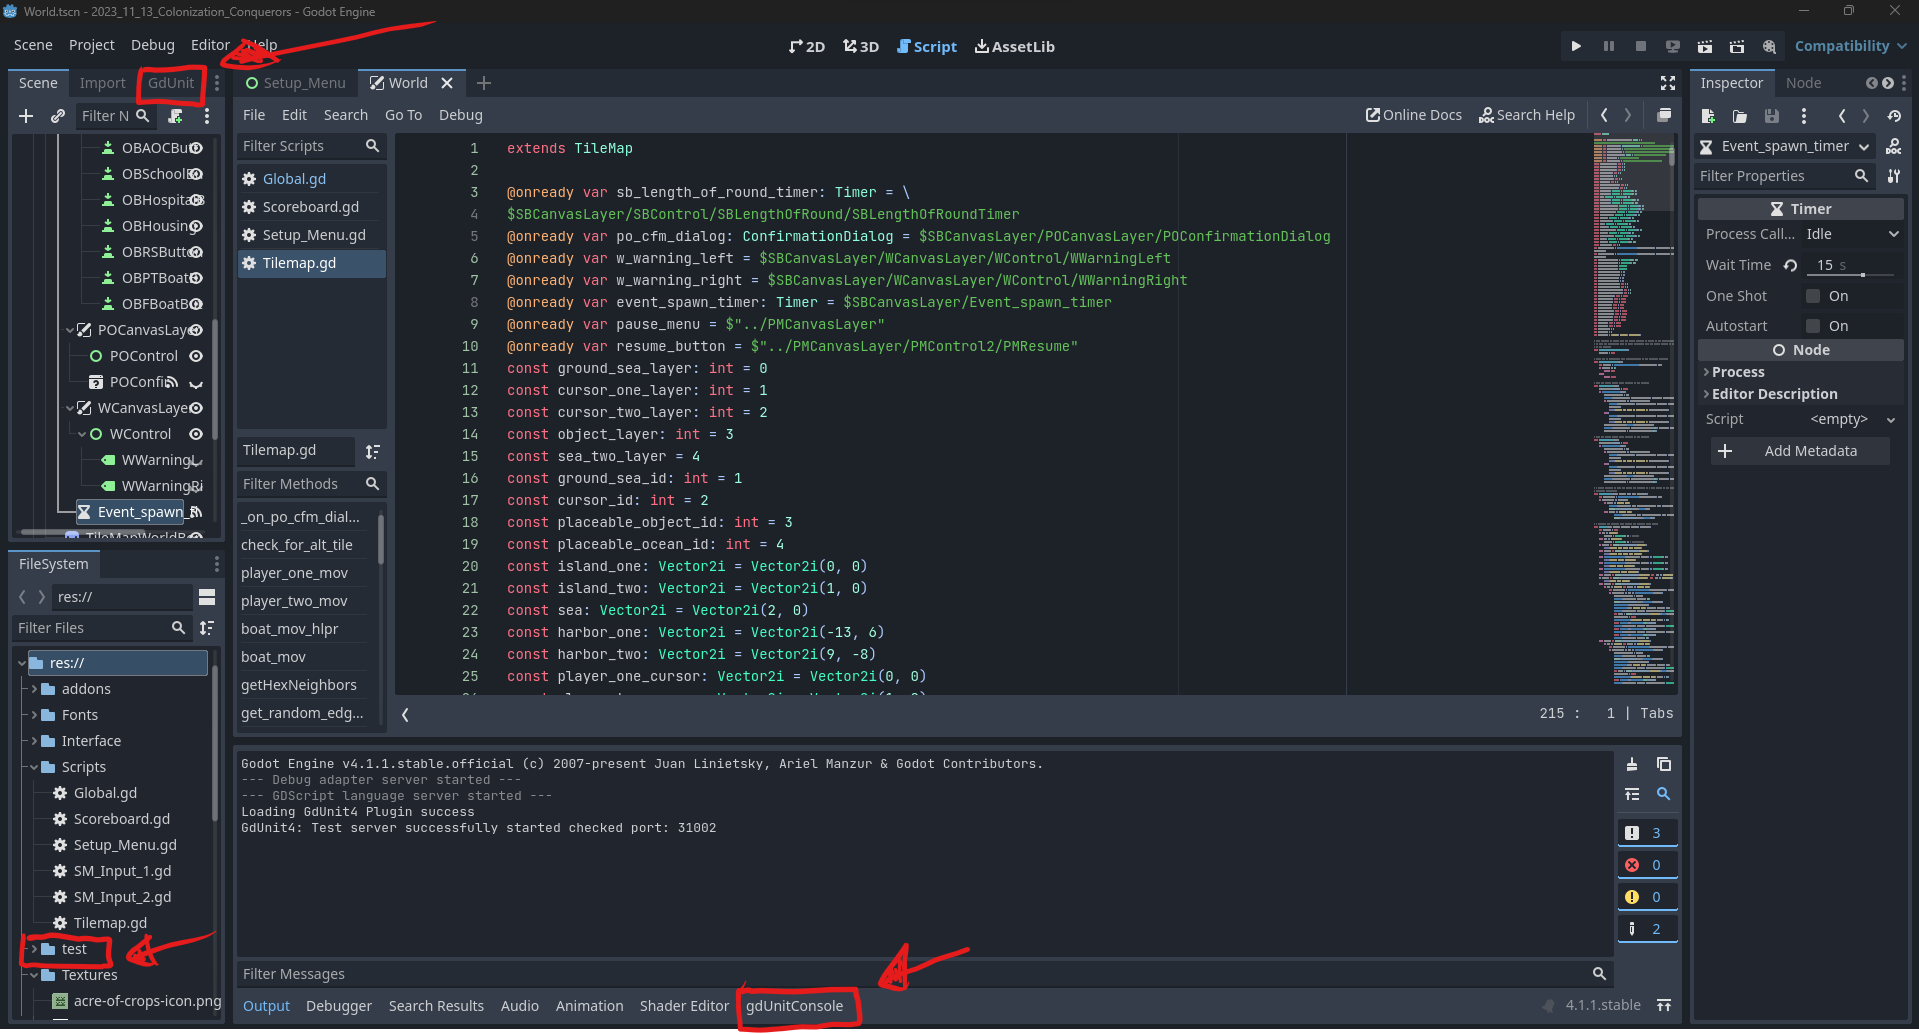 World.tscn - 2023_11_13_Colonization_Conquerors - Godot Engine
Scene Project Debug Editor Help
2D 3D Script AssetLib
Compatibility
Scene Import GdUnit
Filter N
OBAOCBut
OBSchoolB
OBHospita
OBHousing
OBRSButto
OBPTBoat
OBFBoatB
POCanvasLaye
POControl
POConfi
WCanvasLaye
WControl
WWarningL
WWarningRi
Event_spawn_
TileMapWorldB
FileSystem
res://
Filter Files
res://
addons
Fonts
Interface
Scripts
Global.gd
Scoreboard.gd
Setup_Menu.gd
SM_Input_1.gd
SM_Input_2.gd
Tilemap.gd
test
Textures
acre-of-crops-icon.png
Setup_Menu World
File Edit Search Go To Debug
Online Docs Search Help
Filter Scripts
Global.gd
Scoreboard.gd
Setup_Menu.gd
Tilemap.gd
Tilemap.gd
Filter Methods
_on_po_cfm_dial...
check_for_alt_tile
player_one_mov
player_two_mov
boat_mov_hlpr
boat_mov
getHexNeighbors
get_random_edg...
1 extends TileMap
2
3 @onready var sb_length_of_round_timer: Timer = \
4 $SBCanvasLayer/SBControl/SBLengthOfRound/SBLengthOfRoundTimer
5 @onready var po_cfm_dialog: ConfirmationDialog = $SBCanvasLayer/POCanvasLayer/POConfirmationDialog
6 @onready var w_warning_left = $SBCanvasLayer/WCanvasLayer/WControl/WWarningLeft
7 @onready var w_warning_right = $SBCanvasLayer/WCanvasLayer/WControl/WWarningRight
8 @onready var event_spawn_timer: Timer = $SBCanvasLayer/Event_spawn_timer
9 @onready var pause_menu = $"../PMCanvasLayer"
10 @onready var resume_button = $"../PMCanvasLayer/PMControl2/PMResume"
11 const ground_sea_layer: int = 0
12 const cursor_one_layer: int = 1
13 const cursor_two_layer: int = 2
14 const object_layer: int = 3
15 const sea_two_layer = 4
16 const ground_sea_id: int = 1
17 const cursor_id: int = 2
18 const placeable_object_id: int = 3
19 const placeable_ocean_id: int = 4
20 const island_one: Vector2i = Vector2i(0, 0)
21 const island_two: Vector2i = Vector2i(1, 0)
22 const sea: Vector2i = Vector2i(2, 0)
23 const harbor_one: Vector2i = Vector2i(-13, 6)
24 const harbor_two: Vector2i = Vector2i(9, -8)
25 const player_one_cursor: Vector2i = Vector2i(0, 0)
215 : 1 | Tabs
Godot Engine v4.1.1.stable.official (c) 2007-present Juan Linietsky, Ariel Manzur & Godot Contributors.
--- Debug adapter server started ---
--- GDScript language server started ---
Loading GdUnit4 Plugin success
GdUnit4: Test server successfully started checked port: 31002
3
0
0
2
Filter Messages
Output Debugger Search Results Audio Animation Shader Editor gdUnitConsole
4.1.1.stable
Inspector Node
Event_spawn_timer
Filter Properties
Timer
Process Call... Idle
Wait Time 15 s
One Shot On
Autostart On
Node
Process
Editor Description
Script <empty>
Add Metadata